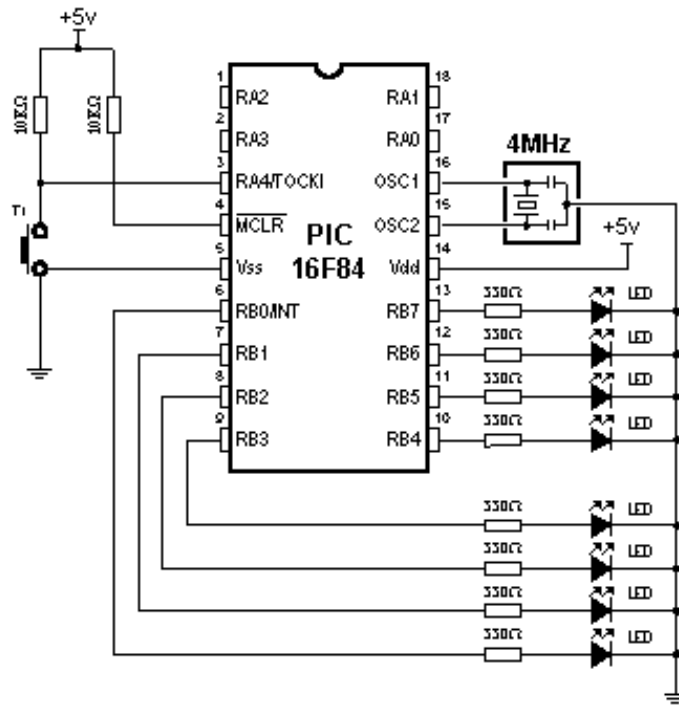 +5v
10KΩ
10KΩ
T1
1
RA2
2
RA3
3
RA4/TOCKI
4
MCLR
5
Vss
6
RB0/INT
7
RB1
8
RB2
9
RB3
PIC
16F84
18
RA1
17
RA0
16
OSC1
15
OSC2
14
Vdd
13
RB7
12
RB6
11
RB5
10
RB4
4MHz
+5v
330Ω LED
330Ω LED
330Ω LED
330Ω LED
330Ω LED
330Ω LED
330Ω LED
330Ω LED